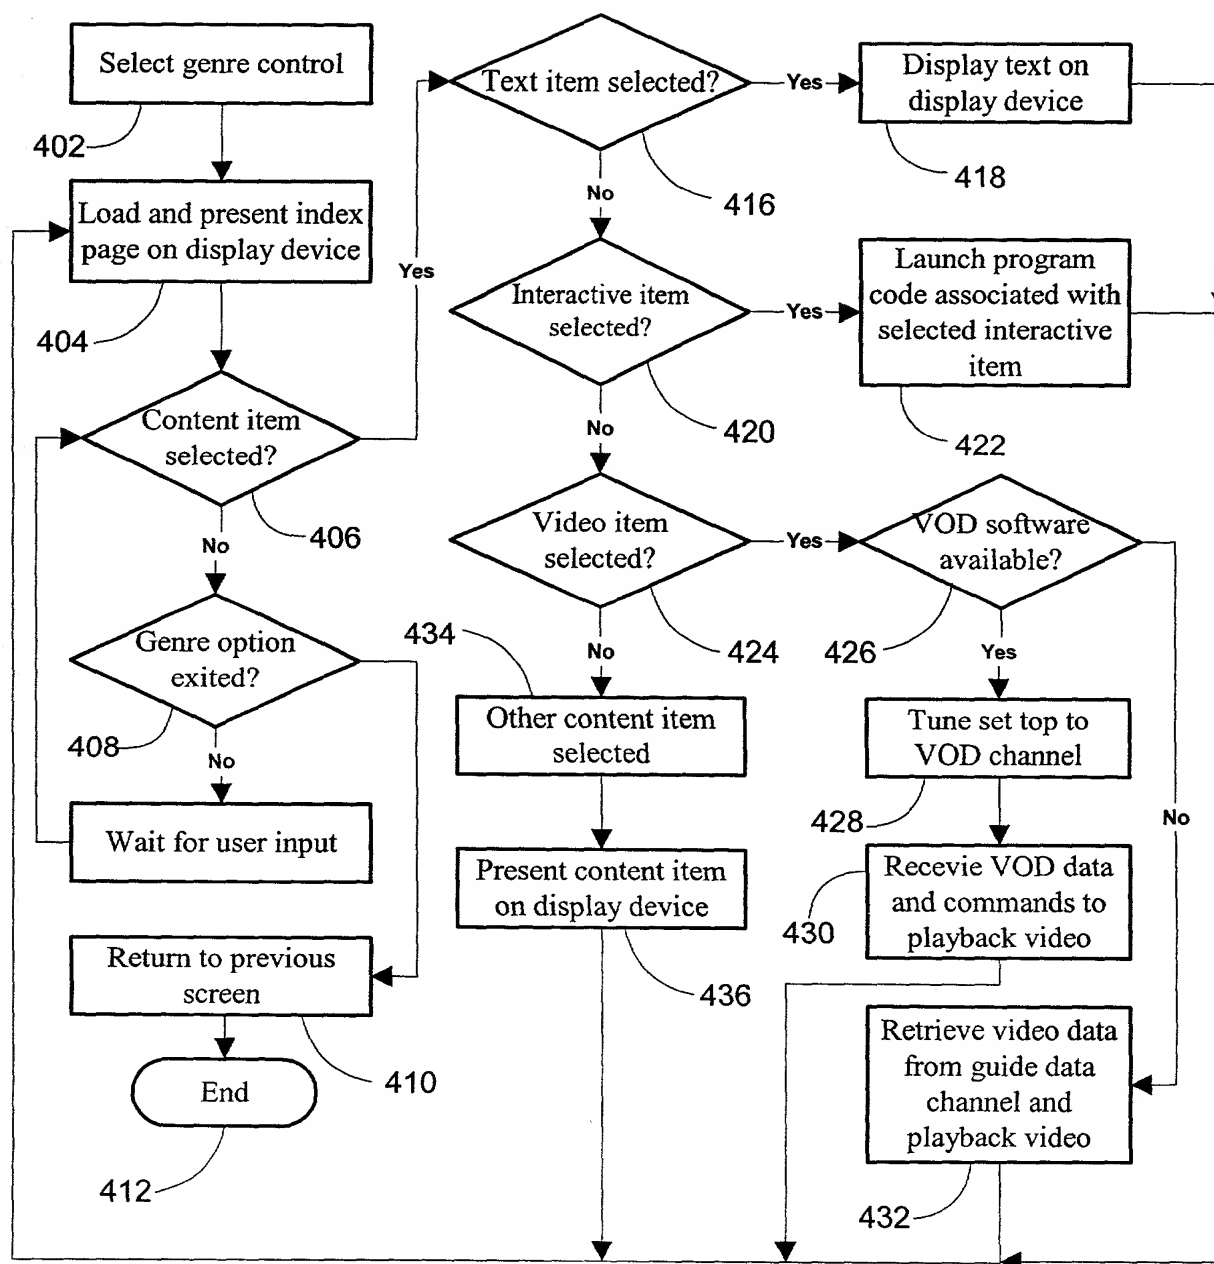 Select genre control
402
Load and present index
page on display device
404
Content item
selected?
406
Yes
No
Genre option
exited?
408
No
Wait for user input
Return to previous
screen
410
End
412
Text item selected?
416
Yes
Display text on
display device
418
No
Interactive item
selected?
420
Yes
Launch program
code associated with
selected interactive
item
422
No
Video item
selected?
424
Yes
VOD software
available?
426
No
434
Other content item
selected
Present content item
on display device
436
Yes
Tune set top to
VOD channel
428
No
Recevie VOD data
and commands to
playback video
430
Retrieve video data
from guide data
channel and
playback video
432